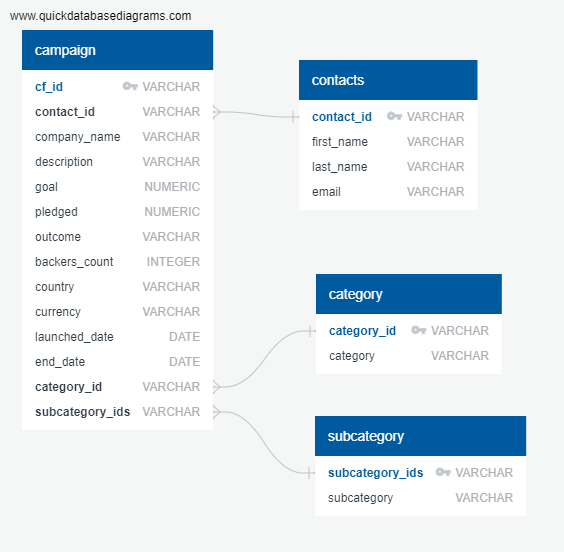 www.quickdatabasediagrams.com
campaign
cf_id VARCHAR
contact_id VARCHAR
company_name VARCHAR
description VARCHAR
goal NUMERIC
pledged NUMERIC
outcome VARCHAR
backers_count INTEGER
country VARCHAR
currency VARCHAR
launched_date DATE
end_date DATE
category_id VARCHAR
subcategory_ids VARCHAR
contacts
contact_id VARCHAR
first_name VARCHAR
last_name VARCHAR
email VARCHAR
category
category_id VARCHAR
category VARCHAR
subcategory
subcategory_ids VARCHAR
subcategory VARCHAR